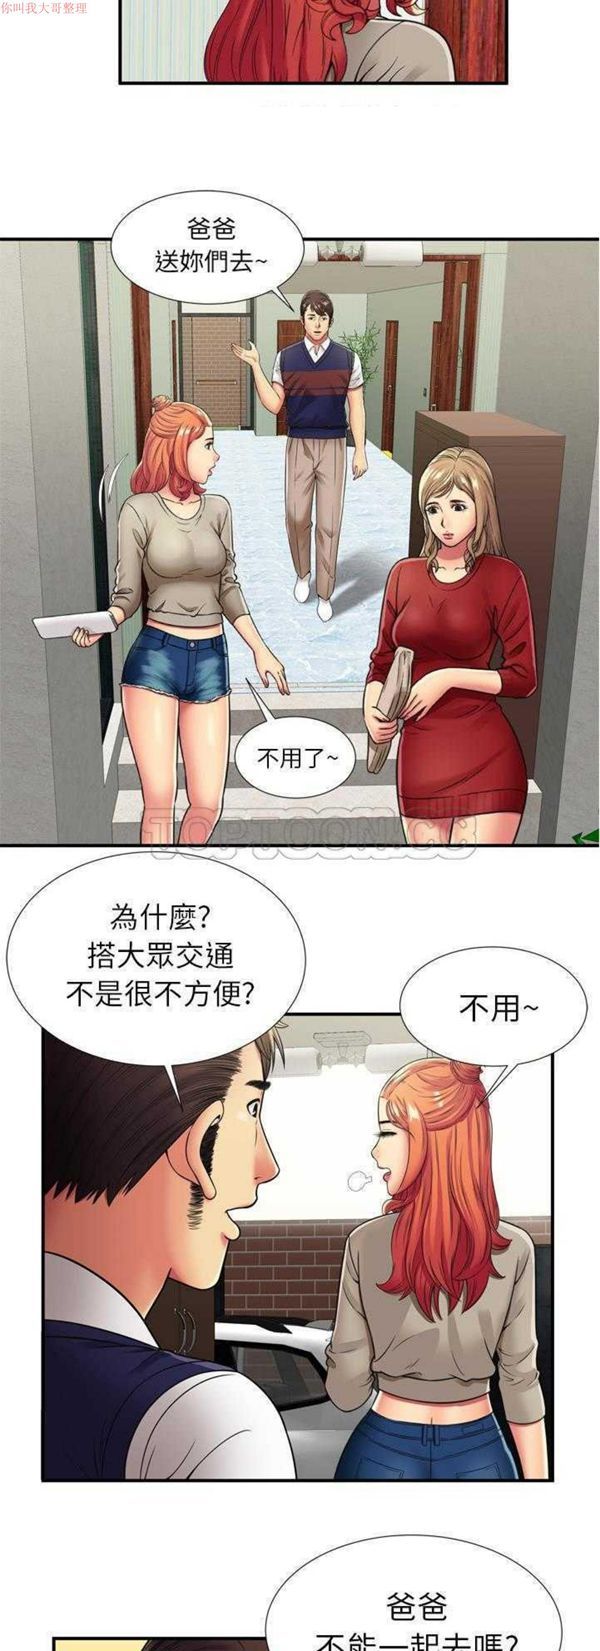 你叫我大哥整理
爸爸
送妳們去~
不用了~
TOPTOON.CC
為什麼?
搭大眾交通
不是很不方便?
不用~
爸爸
不能一起去嗎?